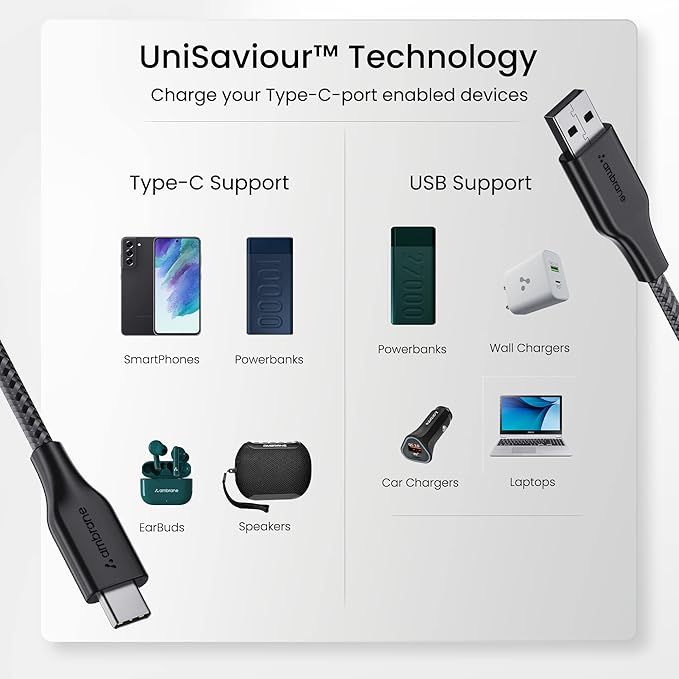 UniSaviour™ Technology
Charge your Type-C-port enabled devices
Type-C Support
USB Support
SmartPhones
Powerbanks
10000
Powerbanks
27000
Wall Chargers
EarBuds
ambrane
Speakers
Car Chargers
Laptops
ambrane
ambrane